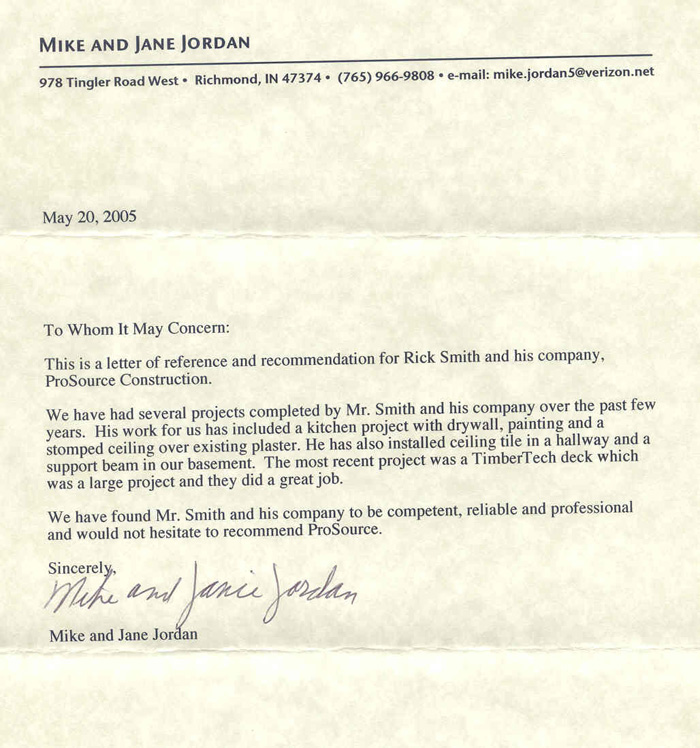 MIKE AND JANE JORDAN
978 Tingler Road West • Richmond, IN 47374 • (765) 966-9808 • e-mail: mike.jordan5@verizon.net
May 20, 2005
To Whom It May Concern:
This is a letter of reference and recommendation for Rick Smith and his company,
ProSource Construction.
We have had several projects completed by Mr. Smith and his company over the past few
years. His work for us has included a kitchen project with drywall, painting and a
stomped ceiling over existing plaster. He has also installed ceiling tile in a hallway and a
support beam in our basement. The most recent project was a TimberTech deck which
was a large project and they did a great job.
We have found Mr. Smith and his company to be competent, reliable and professional
and would not hesitate to recommend ProSource.
Sincerely,
Mike and Janie Jordan
Mike and Jane Jordan